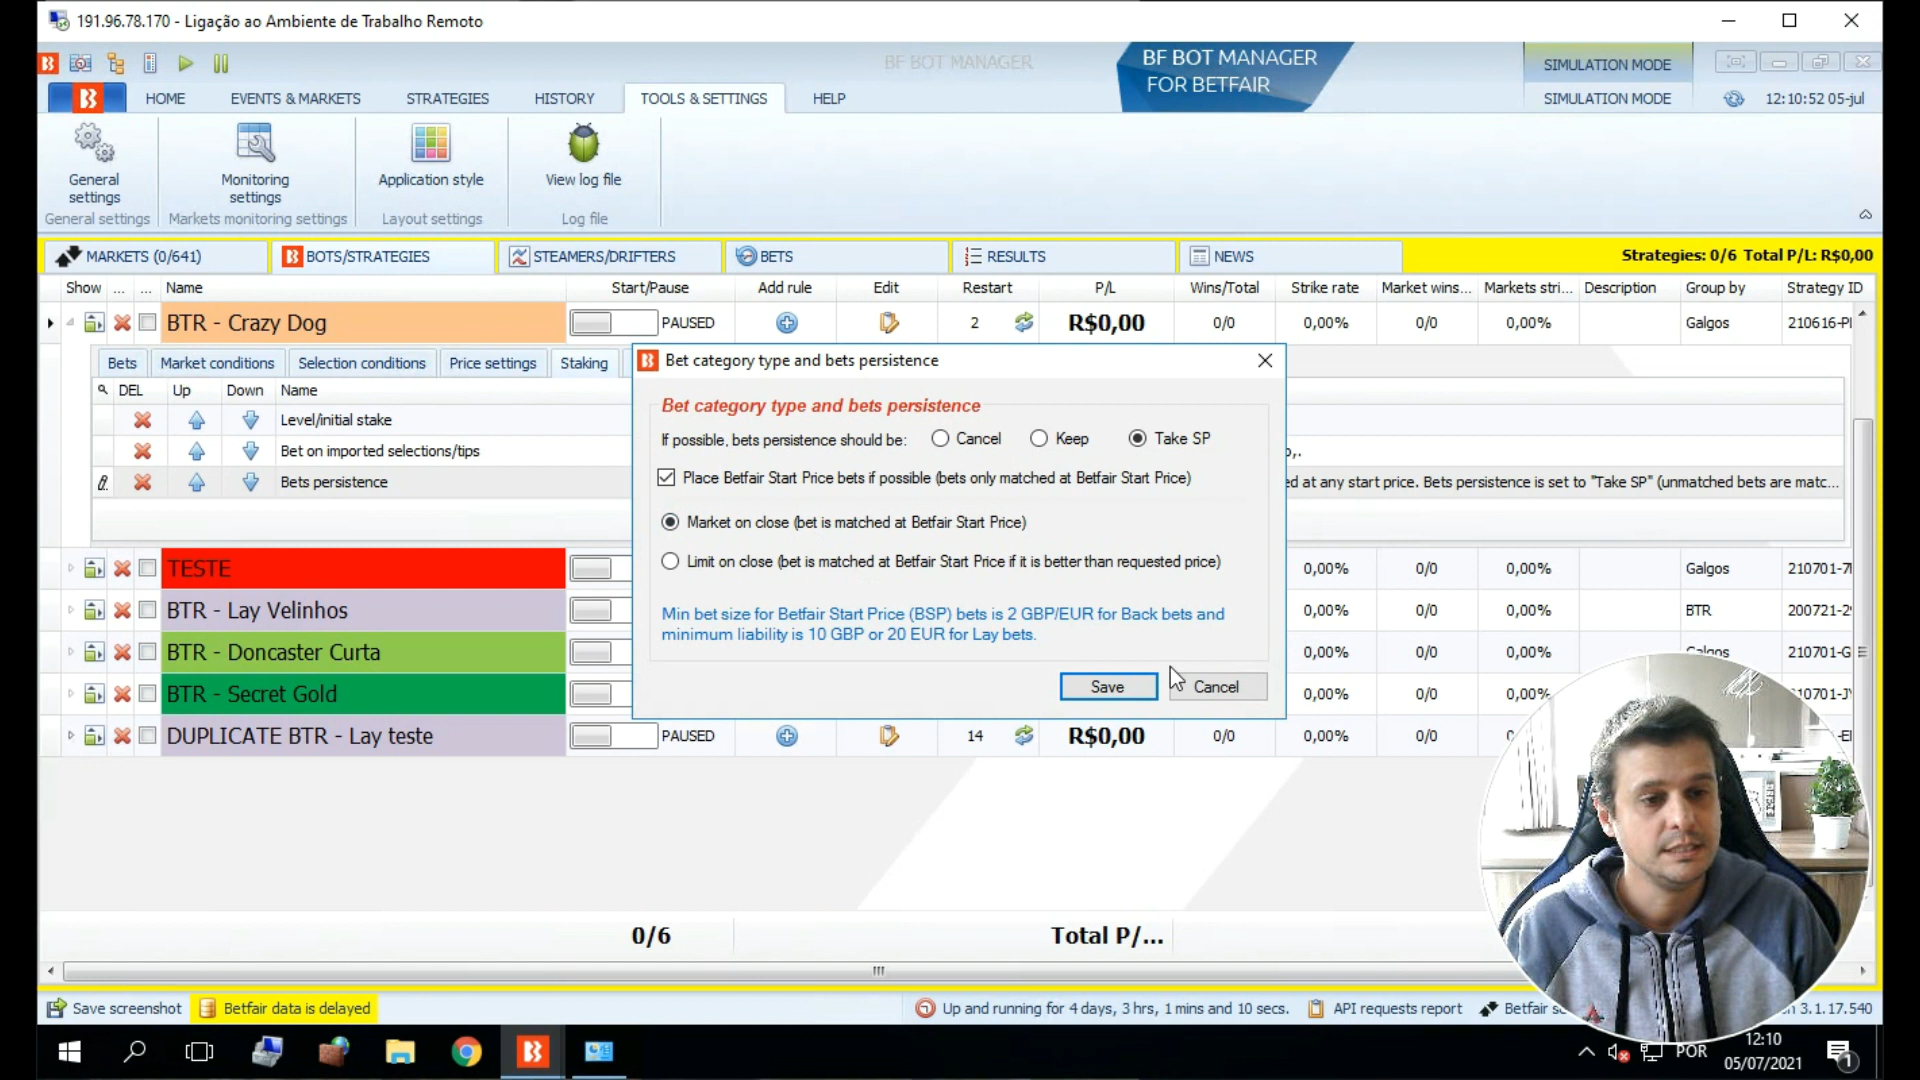 191.96.78.170 - Ligação ao Ambiente de Trabalho Remoto
BF BOT MANAGER
BF BOT MANAGER
FOR BETFAIR
SIMULATION MODE
HOME EVENTS & MARKETS STRATEGIES HISTORY TOOLS & SETTINGS HELP
SIMULATION MODE 12:10:52 05-jul
General
settings
Monitoring
settings
Application style
View log file
General settings Markets monitoring settings Layout settings Log file
MARKETS (0/641) BOTS/STRATEGIES STEAMERS/DRIFTERS BETS RESULTS NEWS Strategies: 0/6 Total P/L: R$0,00
Show ... ... Name Start/Pause Add rule Edit Restart P/L Wins/Total Strike rate Market wins... Markets stri... Description Group by Strategy ID
BTR - Crazy Dog PAUSED 2 R$0,00 0/0 0,00% 0/0 0,00% Galgos
Bets Market conditions Selection conditions Price settings Staking
DEL Up Down Name
Level/initial stake
Bet on imported selections/tips
Bets persistence ed at any start price. Bets persistence is set to "Take SP" (unmatched bets are matc...
Bet category type and bets persistence
Bet category type and bets persistence
If possible, bets persistence should be: Cancel Keep Take SP
Place Betfair Start Price bets if possible (bets only matched at Betfair Start Price)
Market on close (bet is matched at Betfair Start Price)
Limit on close (bet is matched at Betfair Start Price if it is better than requested price)
Min bet size for Betfair Start Price (BSP) bets is 2 GBP/EUR for Back bets and
minimum liability is 10 GBP or 20 EUR for Lay bets.
Save Cancel
TESTE 0,00% 0/0 0,00% Galgos
BTR - Lay Velinhos 0,00% 0/0 0,00% BTR
BTR - Doncaster Curta 0,00% 0/0 0,00% Galgos
BTR - Secret Gold 0,00% 0/0 0,00%
DUPLICATE BTR - Lay teste PAUSED 14 R$0,00 0/0 0,00% 0/0
0/6 Total P/...
Save screenshot Betfair data is delayed Up and running for 4 days, 3 hrs, 1 mins and 10 secs. API requests report 3.1.17.540
POR
12:10
05/07/2021